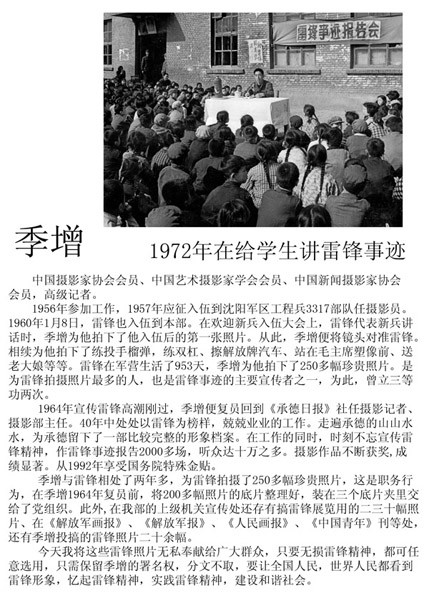 雷锋事迹报告会
季增
1972年在给学生讲雷锋事迹
中国摄影家协会会员、中国艺术摄影家学会会员、中国新闻摄影家协会
会员，高级记者。
1956年参加工作，1957年应征入伍到沈阳军区工程兵3317部队任摄影员。
1960年1月8日，雷锋也入伍到本部。在欢迎新兵入伍大会上，雷锋代表新兵讲
话时，季增为他拍下了他入伍后的第一张照片。从此，季增便将镜头对准雷锋。
相续为他拍下了练投手榴弹，练双杠、擦解放牌汽车、站在毛主席塑像前、送
老大娘等等。雷锋在军营生活了953天，季增为他拍下了250多幅珍贵照片。是
为雷锋拍摄照片最多的人，也是雷锋事迹的主要宣传者之一，为此，曾立三等
功两次。
1964年宣传雷锋高潮刚过，季增便复员回到《承德日报》社任摄影记者、
摄影部主任。40年中处处以雷锋为榜样，兢兢业业的工作。走遍承德的山山水
水，为承德留下了一部比较完整的形象档案。在工作的同时，时刻不忘宣传雷
锋精神，作雷锋事迹报告2000多场，听众达十万之多。摄影作品不断获奖,成
绩显著。从1992年享受国务院特殊金贴。
季增与雷锋相处了两年多，为雷锋拍摄了250多幅珍贵照片，这是职务行
为，在季增1964年复员前，将200多幅照片的底片整理好，装在三个底片夹里交
给了党组织。此外,在我部的上级机关宣传处还存有搞雷锋展览用的二三十幅照
片、在《解放军画报》、《解放军报》、《人民画报》、《中国青年》刊等处，
还有季增投搞的雷锋照片二十余幅。
今天我将这些雷锋照片无私奉献给广大群众，只要无损雷锋精神，都可任
意选用，只需保留季增的署名权，分文不取，要让全国人民，世界人民都看到
雷锋形象，忆起雷锋精神，实践雷锋精神，建设和谐社会。